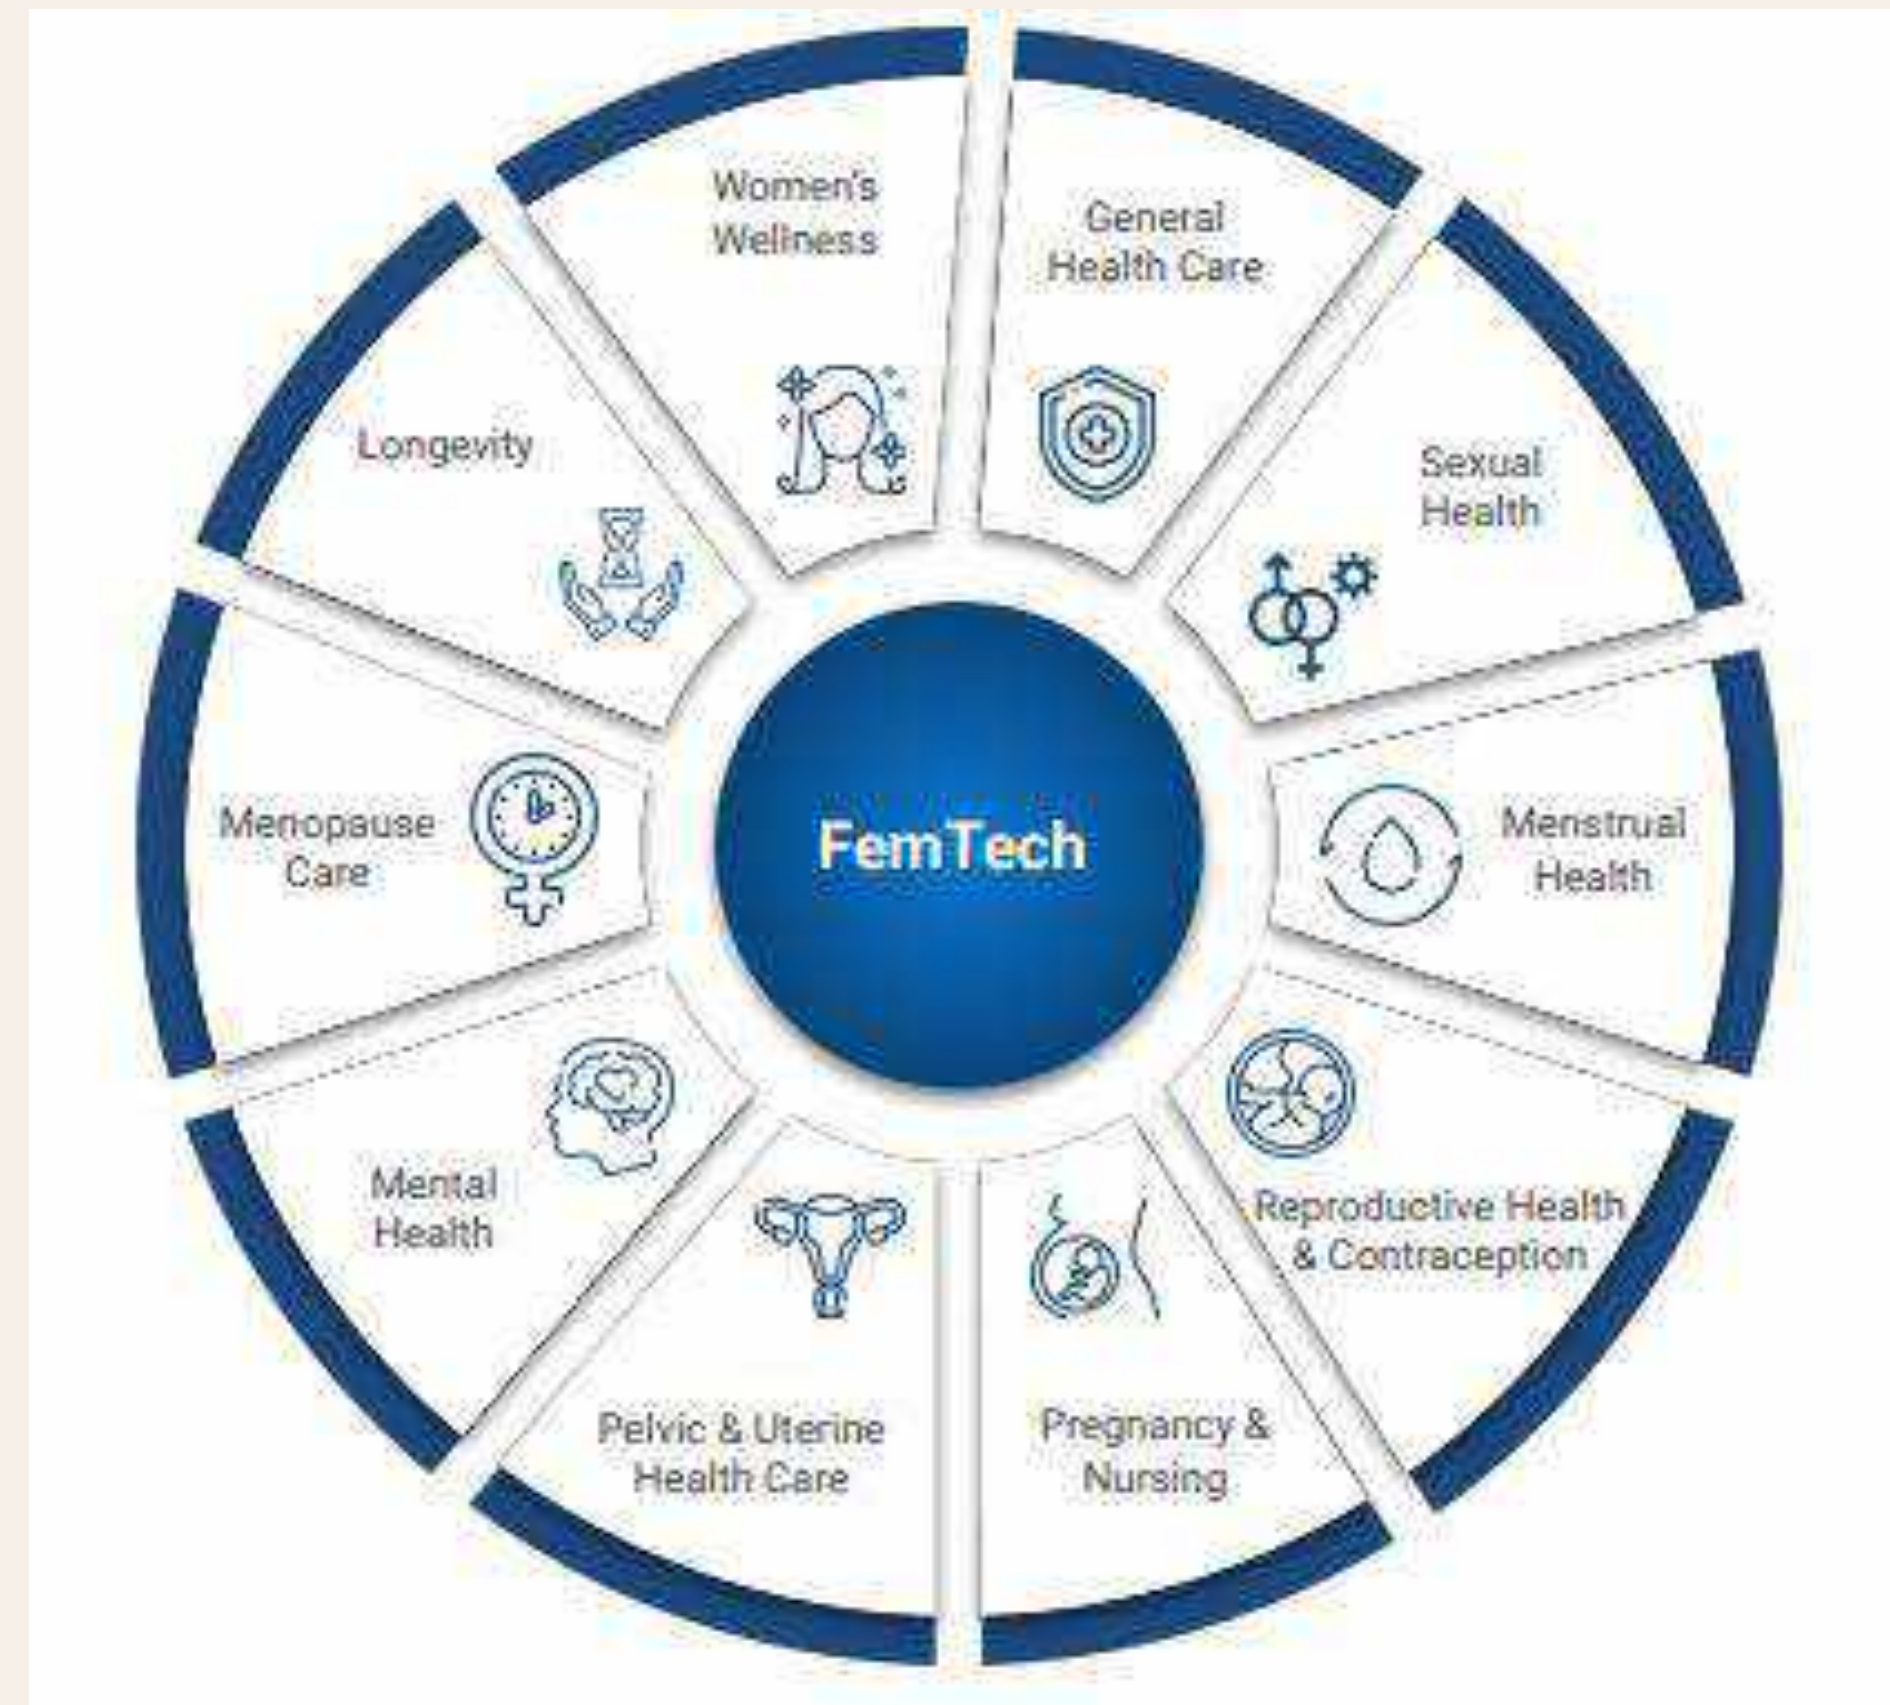 Women's
Wellness
General
Health Care
Sexual
Health
Menstrual
Health
Reproductive Health
& Contraception
Pregnancy &
Nursing
Pelvic & Uterine
Health Care
Mental
Health
Menopause
Care
Longevity
FemTech